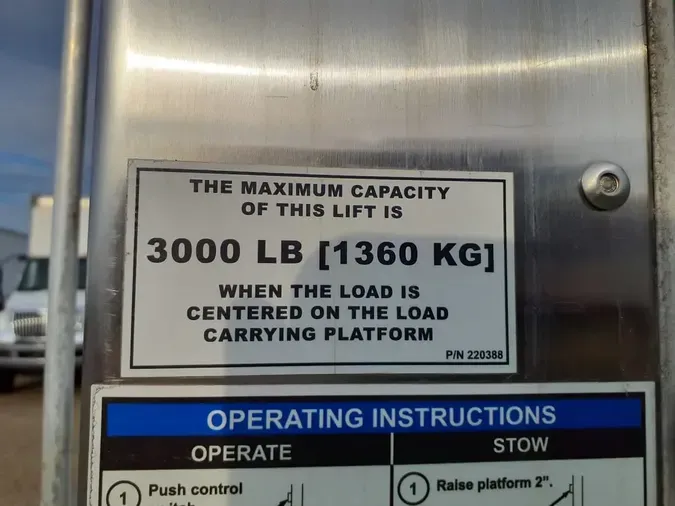 THE MAXIMUM CAPACITY
OF THIS LIFT IS
3000 LB [1360 KG]
WHEN THE LOAD IS
CENTERED ON THE LOAD
CARRYING PLATFORM
P/N 220388
OPERATING INSTRUCTIONS
OPERATE
STOW
1 Push control
1 Raise platform 2".